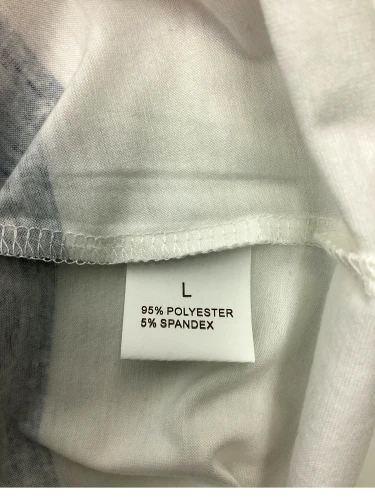 L
95% POLYESTER
5% SPANDEX